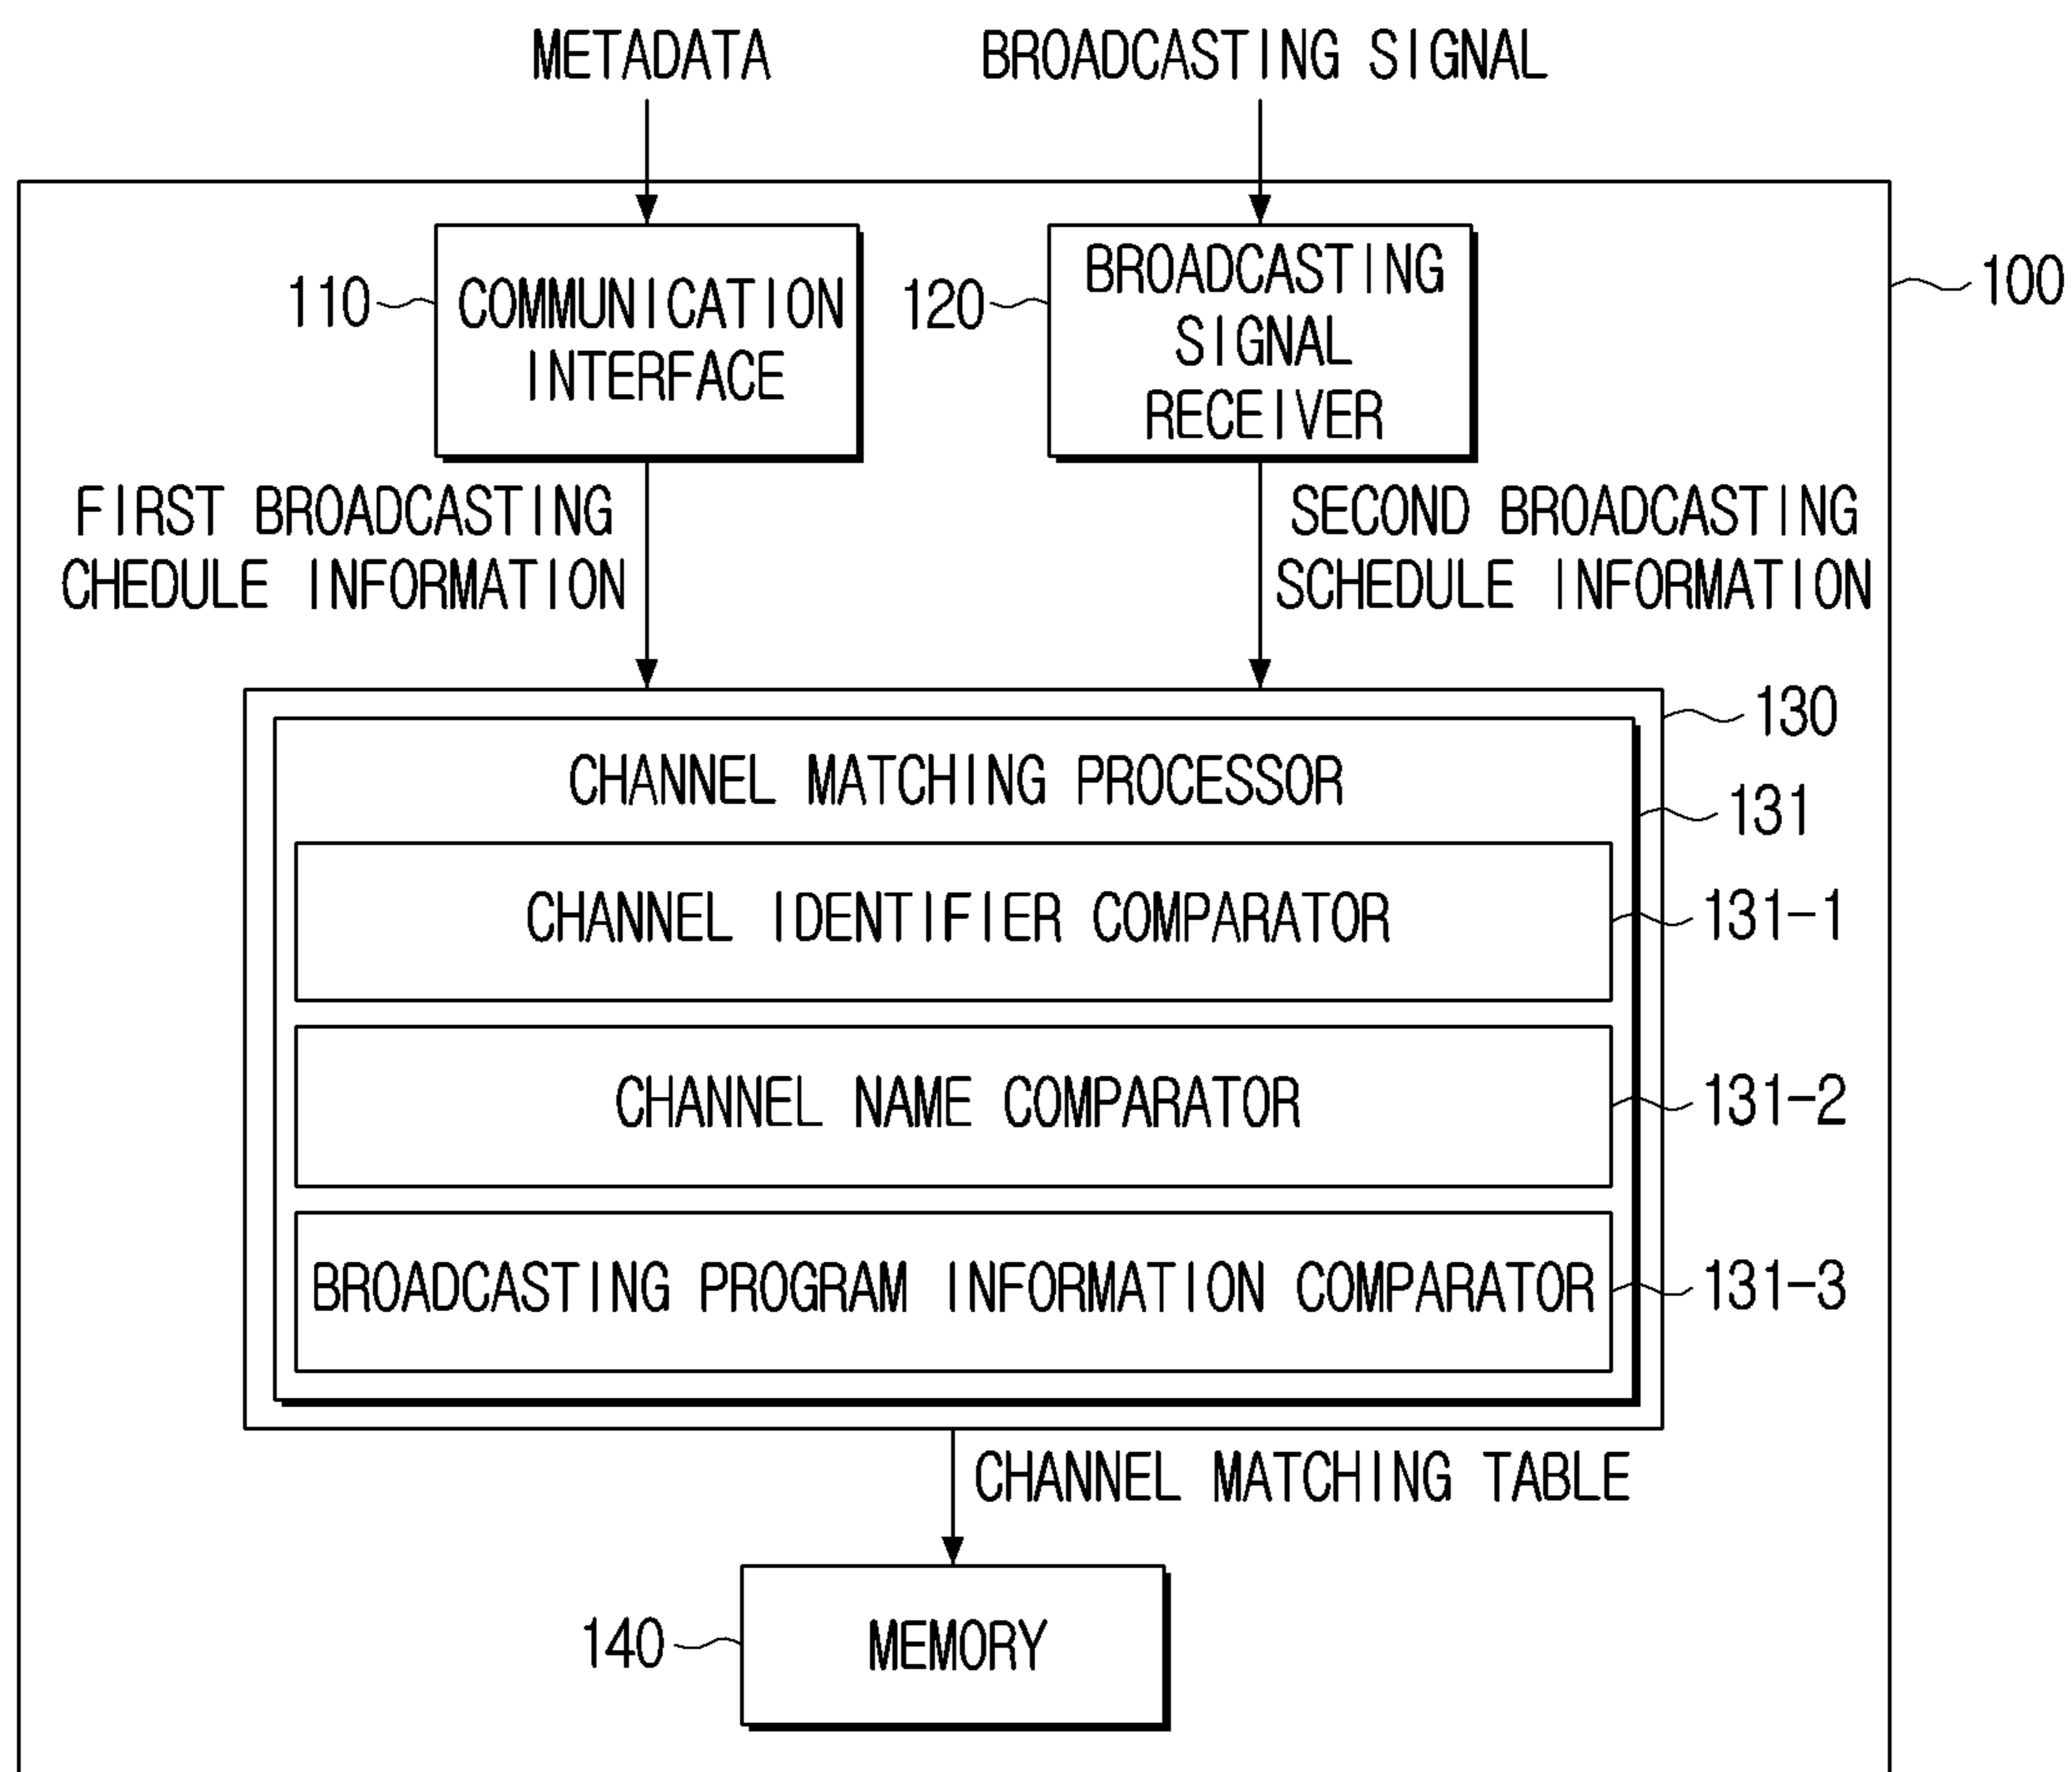 METADATA
BROADCASTING SIGNAL
100
110
COMMUNICATION
INTERFACE
120
BROADCASTING
SIGNAL
RECEIVER
FIRST BROADCASTING
CHEDULE INFORMATION
SECOND BROADCASTING
SCHEDULE INFORMATION
130
CHANNEL MATCHING PROCESSOR
131
CHANNEL IDENTIFIER COMPARATOR
131-1
CHANNEL NAME COMPARATOR
131-2
BROADCASTING PROGRAM INFORMATION COMPARATOR
131-3
CHANNEL MATCHING TABLE
140
MEMORY